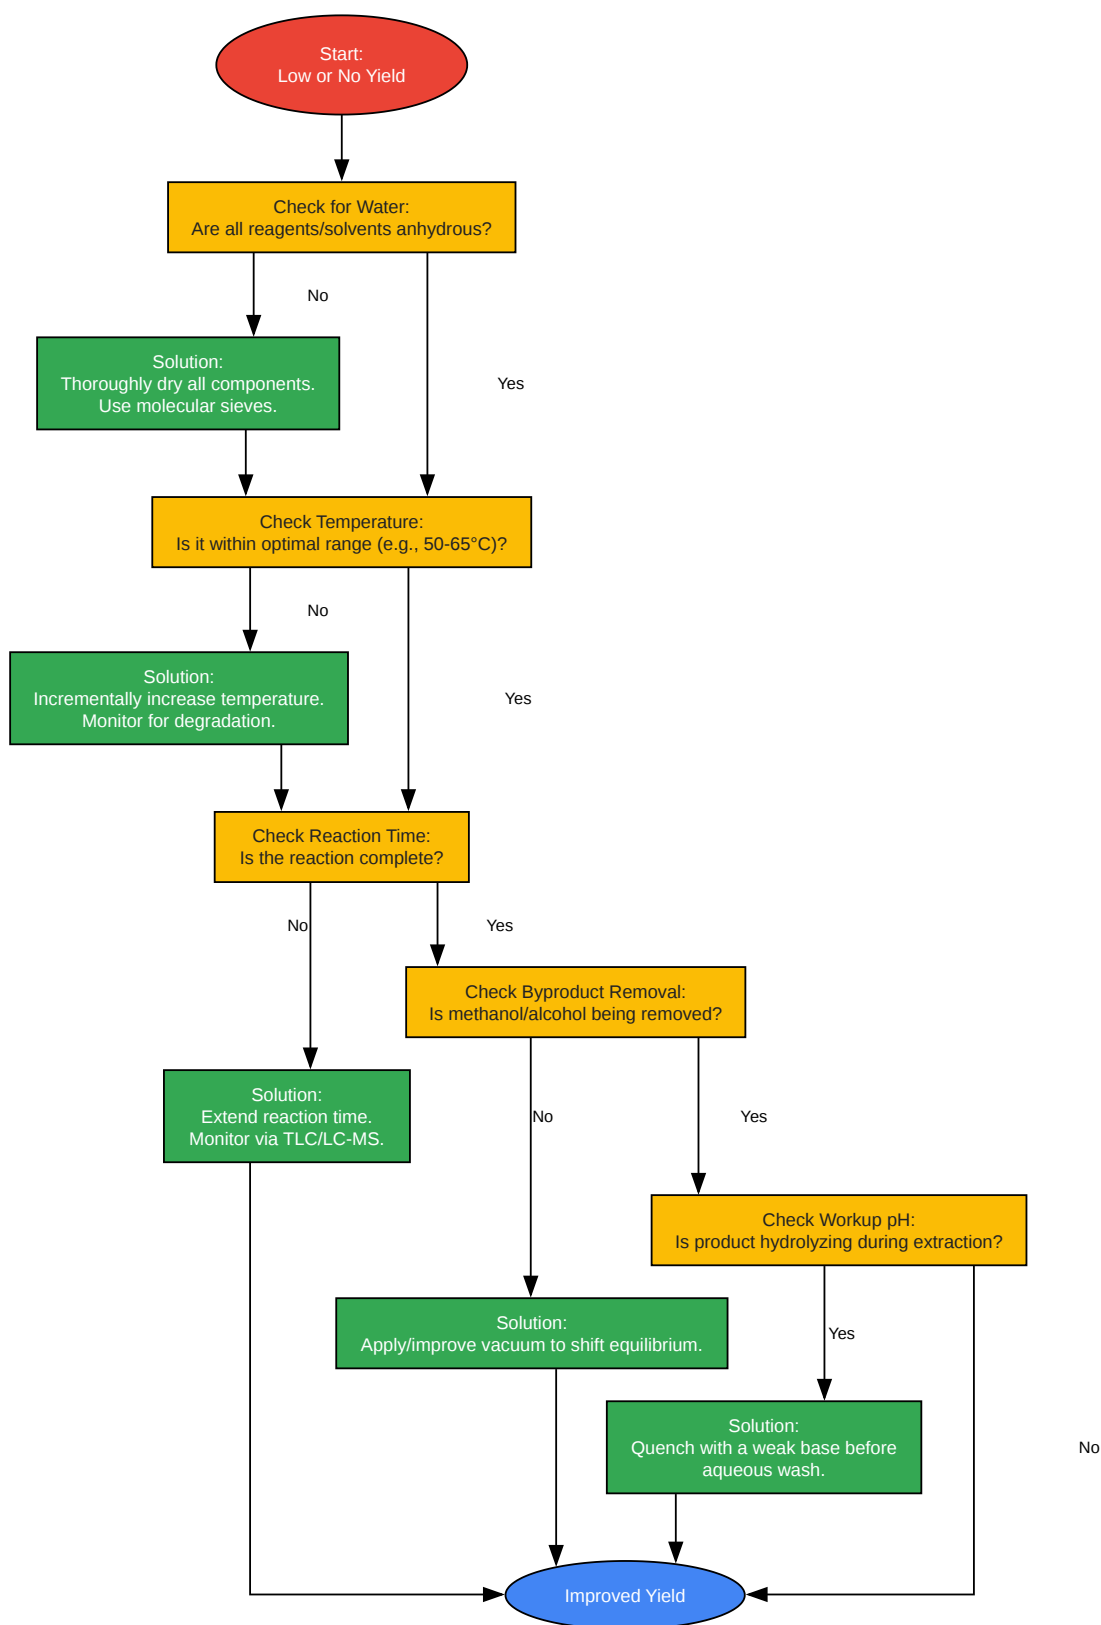 Start:
Low or No Yield
Check for Water:
Are all reagents/solvents anhydrous?
No
Solution:
Thoroughly dry all components.
Use molecular sieves.
Yes
Check Temperature:
Is it within optimal range (e.g., 50-65°C)?
No
Solution:
Incrementally increase temperature.
Monitor for degradation.
Yes
Check Reaction Time:
Is the reaction complete?
No
Yes
Check Byproduct Removal:
Is methanol/alcohol being removed?
Solution:
Extend reaction time.
Monitor via TLC/LC-MS.
No
Yes
Check Workup pH:
Is product hydrolyzing during extraction?
Solution:
Apply/improve vacuum to shift equilibrium.
Yes
Solution:
Quench with a weak base before
aqueous wash.
No
Improved Yield